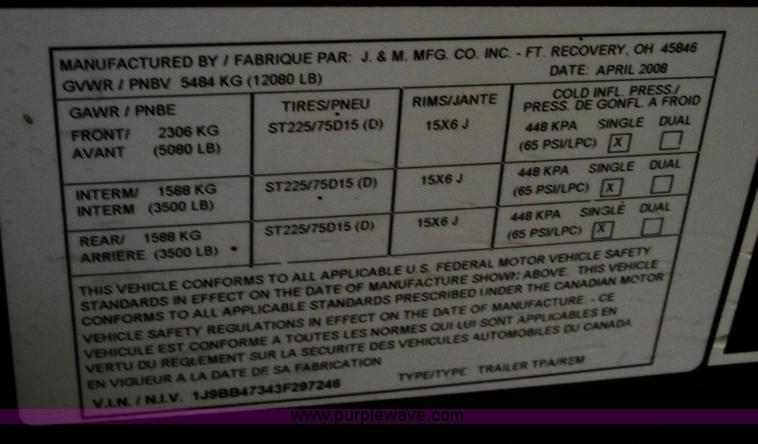 MANUFACTURED BY / FABRIQUE PAR: J. & M. MFG. CO. INC. - FT. RECOVERY, OH 45846
GVWR / PNBV 5484 KG (12080 LB) DATE: APRIL 2008
GAWR / PNBE TIRES/PNEU RIMS/JANTE COLD INFL. PRESS./
PRESS. DE GONFL. A FROID
FRONT/ 2306 KG ST225/75D15 (D) 15X6 J 448 KPA SINGLE DUAL
AVANT (5080 LB) (65 PSI/LPC) X
INTERM/ 1588 KG ST225/75D15 (D) 15X6 J 448 KPA SINGLE DUAL
INTERM (3500 LB) (65 PSI/LPC) X
REAR/ 1588 KG ST225/75D15 (D) 15X6 J 448 KPA SINGLE DUAL
ARRIERE (3500 LB) (65 PSI/LPC) X
THIS VEHICLE CONFORMS TO ALL APPLICABLE U.S. FEDERAL MOTOR VEHICLE SAFETY
STANDARDS IN EFFECT ON THE DATE OF MANUFACTURE SHOWN ABOVE. THIS VEHICLE
CONFORMS TO ALL APPLICABLE STANDARDS PRESCRIBED UNDER THE CANADIAN MOTOR
VEHICLE SAFETY REGULATIONS IN EFFECT ON THE DATE OF MANUFACTURE. - CE
VEHICULE EST CONFORME A TOUTES LES NORMES QUI LUI SONT APPLICABLES EN
VERTU DU REGLEMENT SUR LA SECURITE DES VEHICULES AUTOMOBILES DU CANADA
EN VIGUEUR A LA DATE DE SA FABRICATION
V.I.N. / N.I.V. 1J9BB47343F297246 TYPE/TYPE TRAILER TPA/REM
www.purplewave.com